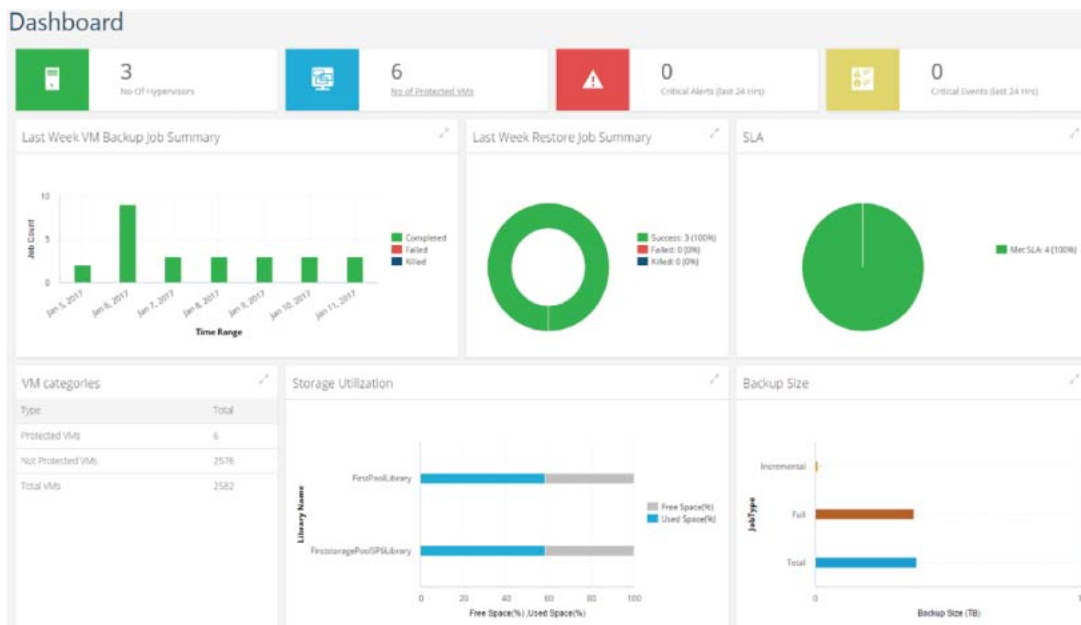 Dashboard
3
No Of Hypervisors
6
No of Protected VMs
0
Critical Alerts (last 24 Hrs)
0
Critical Events (last 24 Hrs)
Last Week VM Backup Job Summary
10
5
0
Job Count
Jan 5, 2017
Jan 6, 2017
Jan 7, 2017
Jan 8, 2017
Jan 9, 2017
Jan 10, 2017
Jan 11, 2017
Time Range
Completed
Failed
Killed
Last Week Restore Job Summary
Success: 3 (100%)
Failed: 0 (0%)
Killed: 0 (0%)
SLA
Met SLA: 4 (100%)
VM categories
Type Total
Protected VMs 6
Not Protected VMs 2576
Total VMs 2582
Storage Utilization
Library Name
FirstPoolLibrary
FirststoragePoolSP6Library
0 20 40 60 80 100
Free Space(%) ,Used Space(%)
Free Space(%)
Used Space(%)
Backup Size
JobType
Incremental
Full
Total
0
Backup Size (TB)